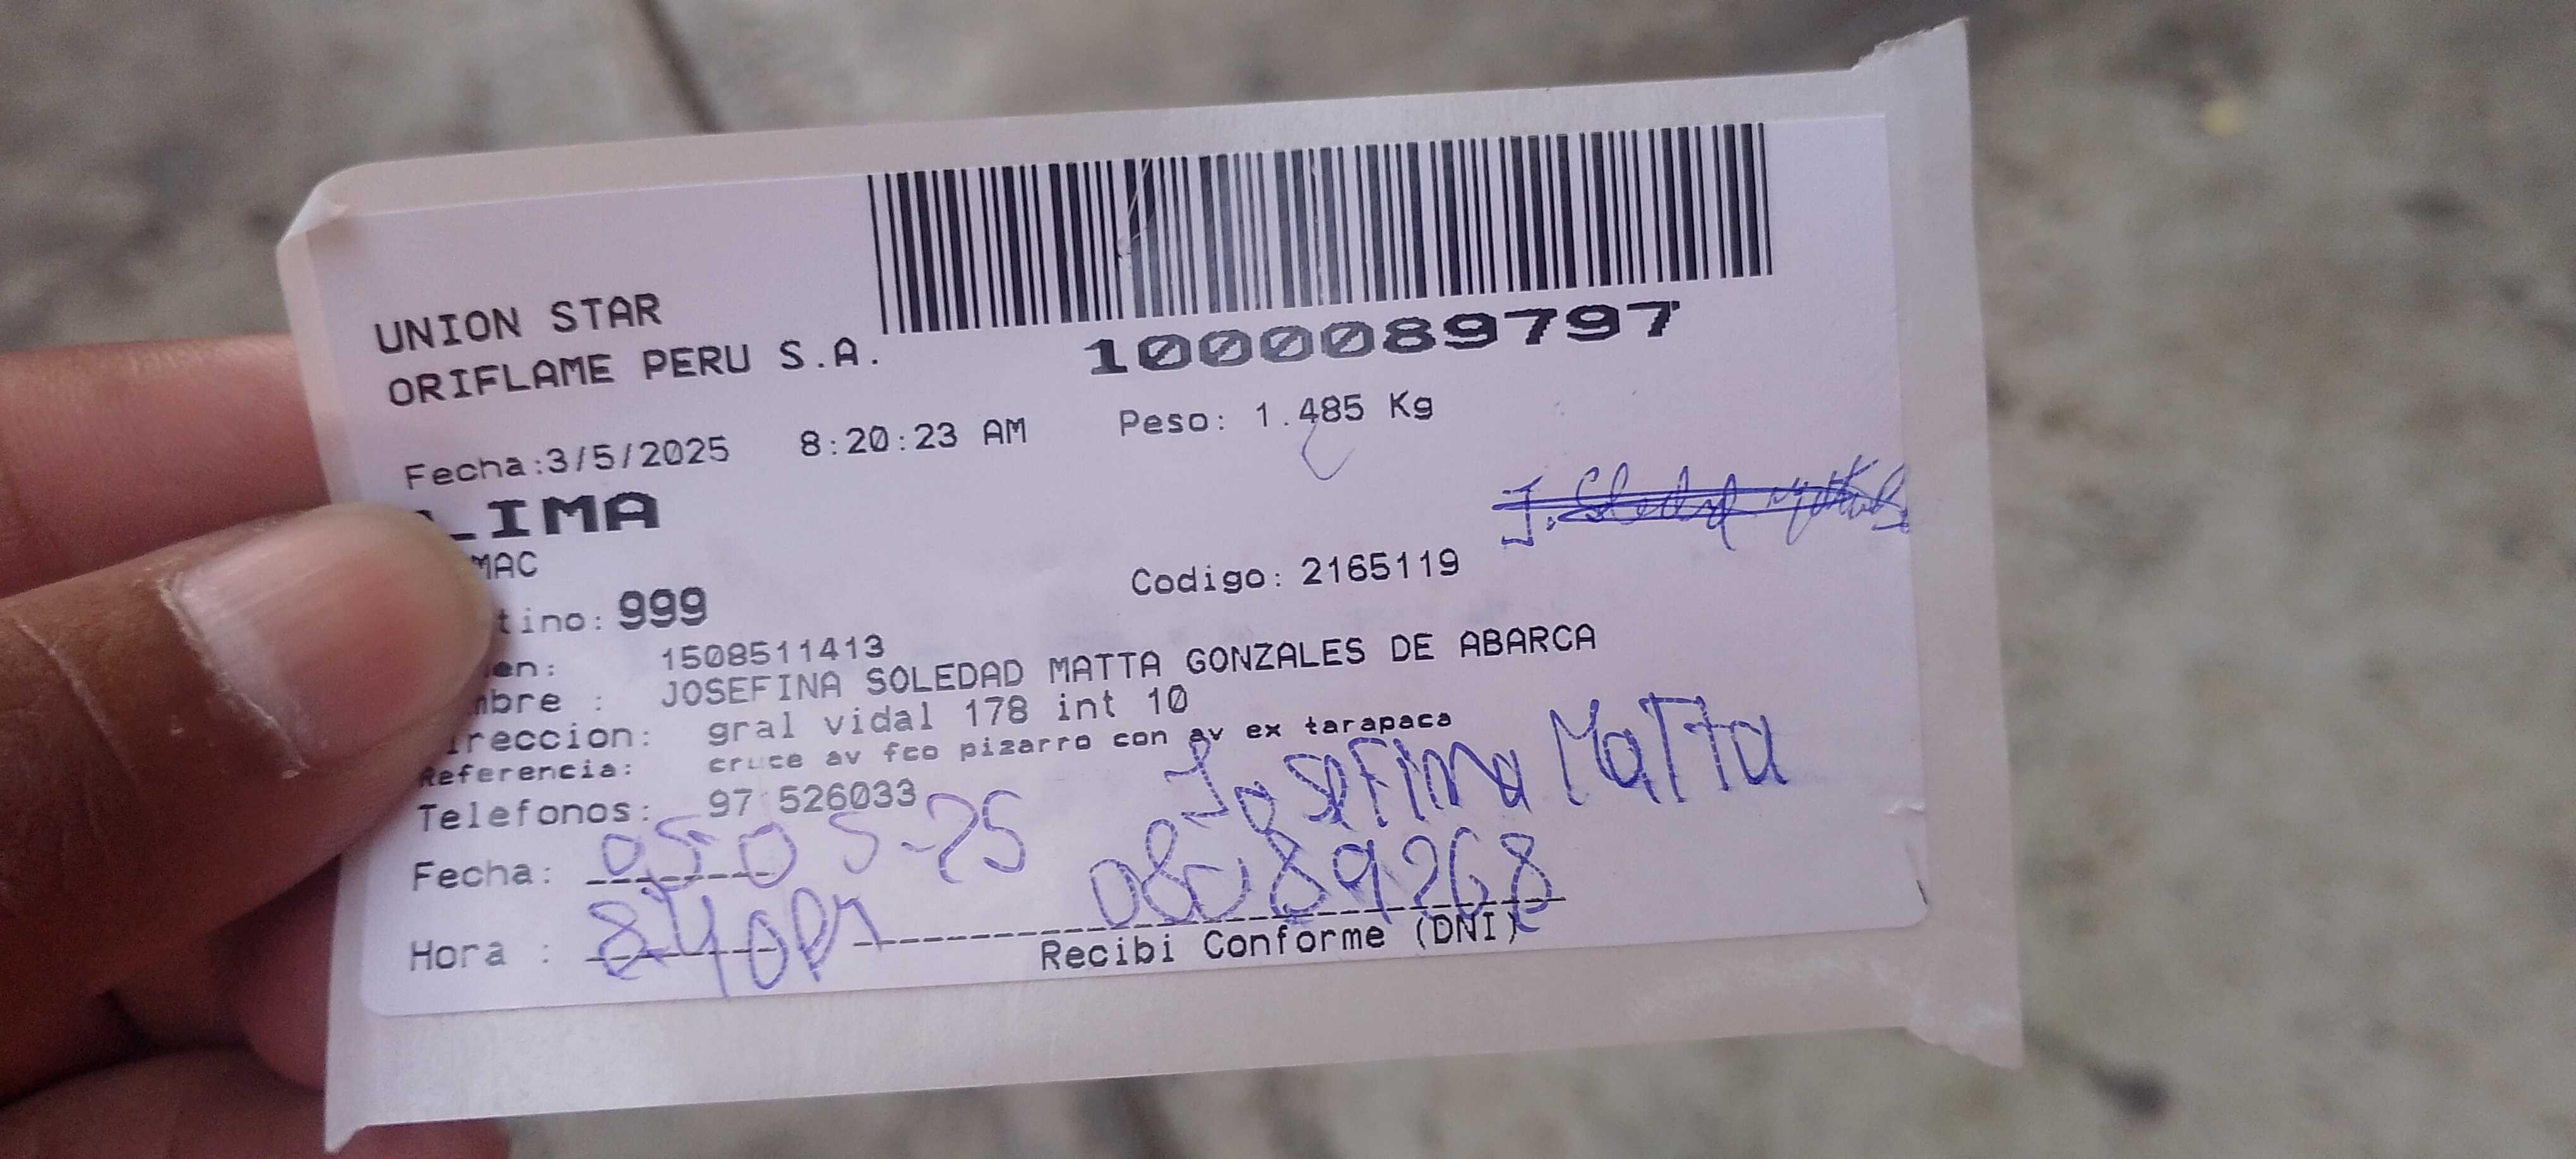 UNION STAR
ORIFLAME PERU S.A.
1000089797
Fecha:3/5/2025 8:20:23 AM Peso: 1.485 Kg
LIMA
MAC
J. Soledad
Codigo: 2165119
tino: 999
en: 1508511413
mbre : JOSEFINA SOLEDAD MATTA GONZALES DE ABARCA
ireccion: gral vidal 178 int 10
Referencia: cruce av fco pizarro con av ex tarapaca
Telefonos: 97 526033
JOSEFINA MATTA
Fecha: 05-05-25
Hora : 840PM
Recibi Conforme (DNI)